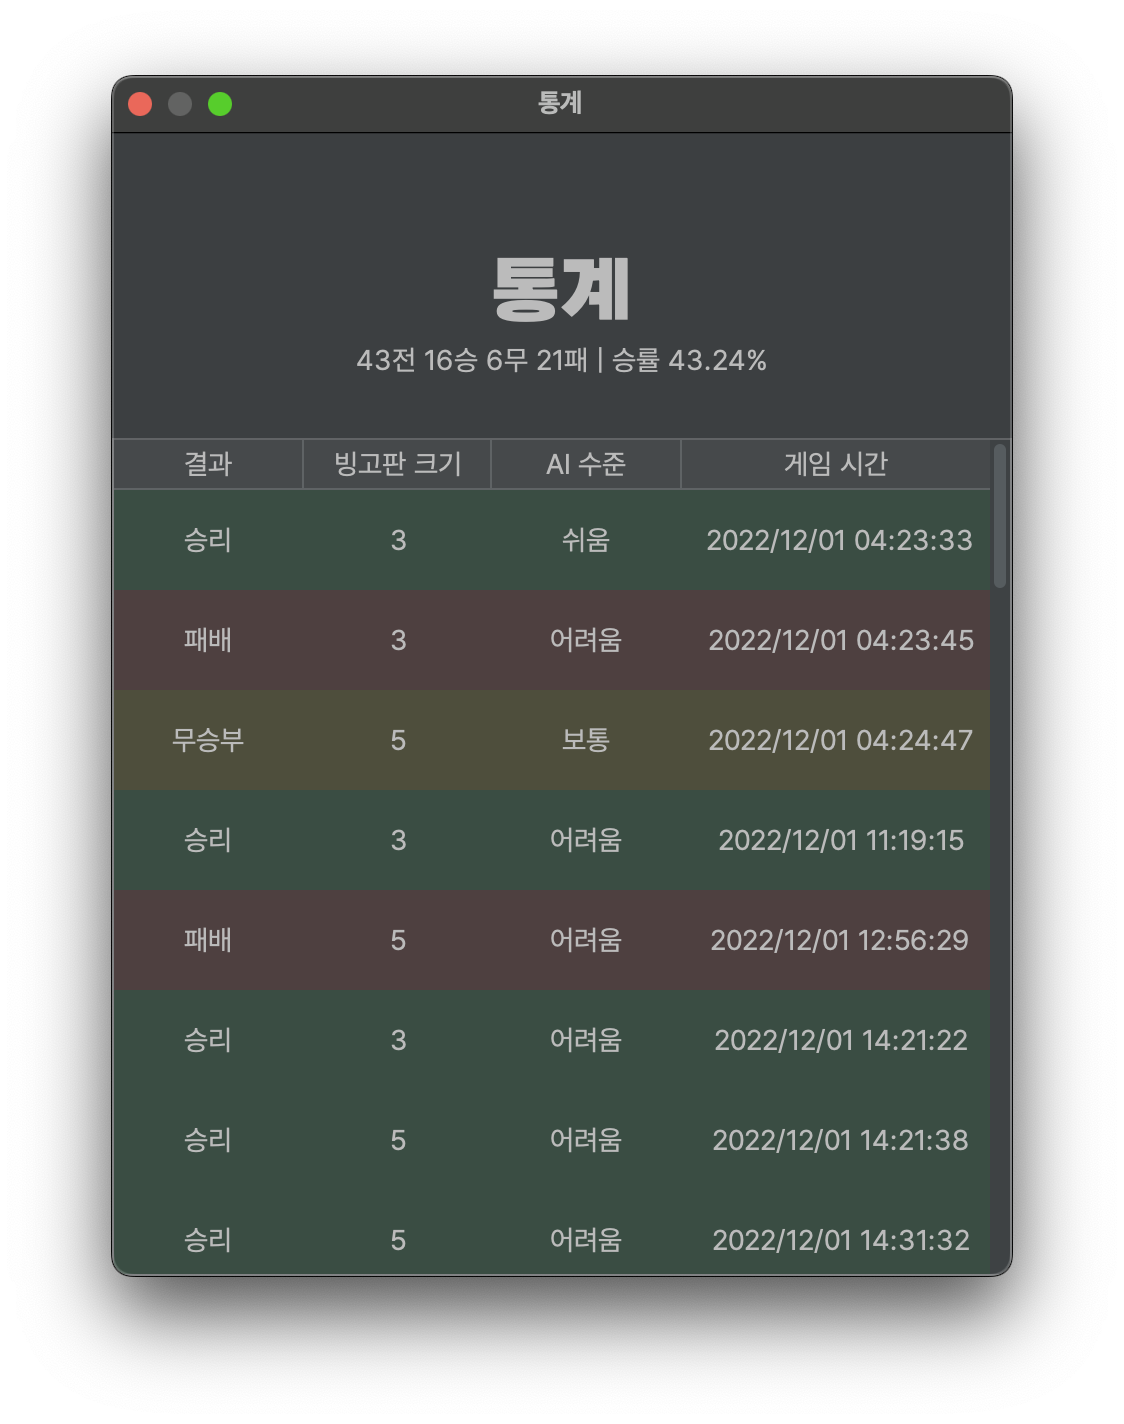 통계
통계
43전 16승 6무 21패 | 승률 43.24%
결과 빙고판 크기 AI 수준 게임 시간
승리 3 쉬움 2022/12/01 04:23:33
패배 3 어려움 2022/12/01 04:23:45
무승부 5 보통 2022/12/01 04:24:47
승리 3 어려움 2022/12/01 11:19:15
패배 5 어려움 2022/12/01 12:56:29
승리 3 어려움 2022/12/01 14:21:22
승리 5 어려움 2022/12/01 14:21:38
승리 5 어려움 2022/12/01 14:31:32